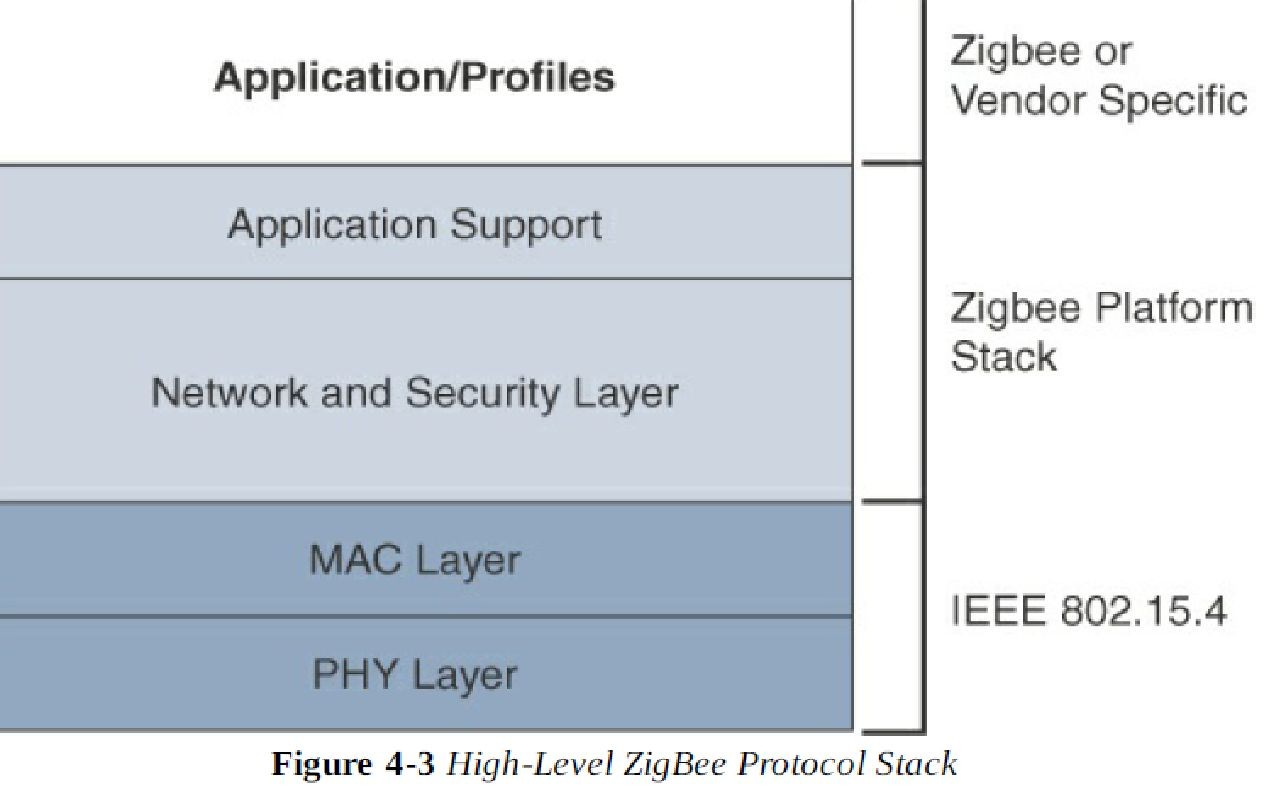 Application/Profiles
Zigbee or
Vendor Specific
Application Support
Network and Security Layer
Zigbee Platform
Stack
MAC Layer
PHY Layer
IEEE 802.15.4
Figure 4-3 High-Level ZigBee Protocol Stack